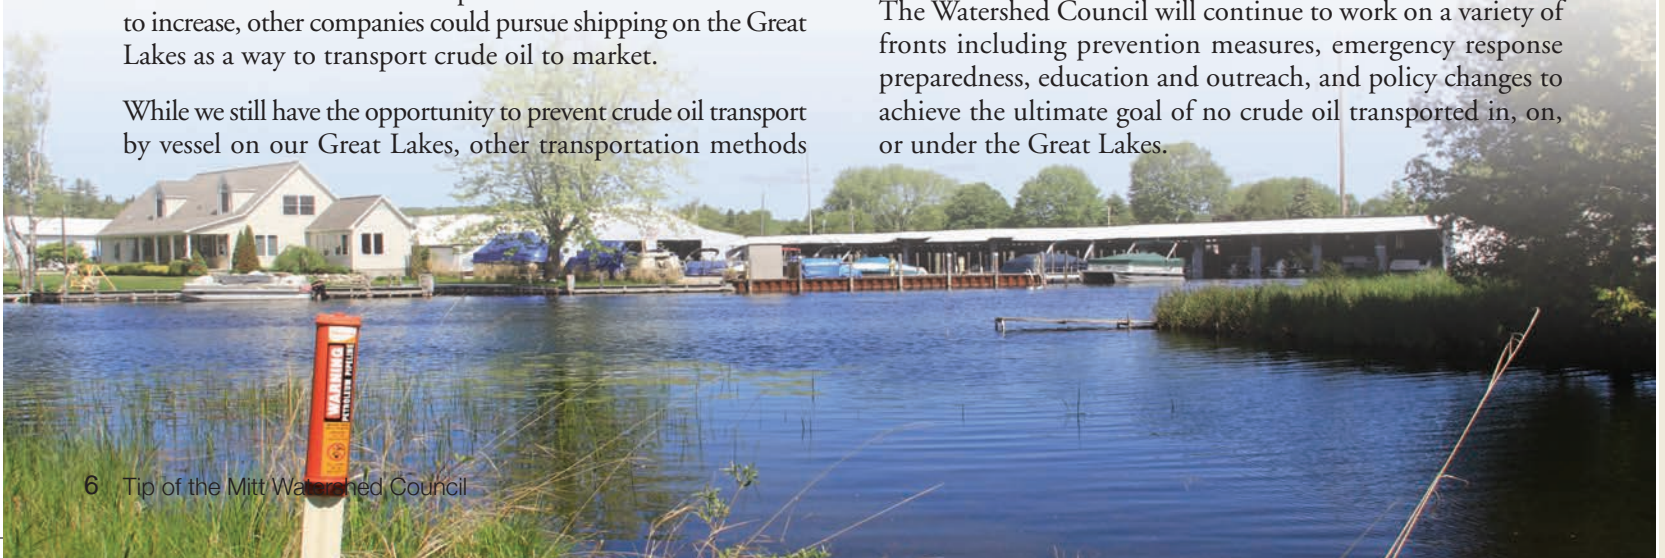 to increase, other companies could pursue shipping on the Great
Lakes as a way to transport crude oil to market.
While we still have the opportunity to prevent crude oil transport
by vessel on our Great Lakes, other transportation methods
The Watershed Council will continue to work on a variety of
fronts including prevention measures, emergency response
preparedness, education and outreach, and policy changes to
achieve the ultimate goal of no crude oil transported in, on,
or under the Great Lakes.
WARNING
PETROLEUM PIPELINE
6 Tip of the Mitt Watershed Council